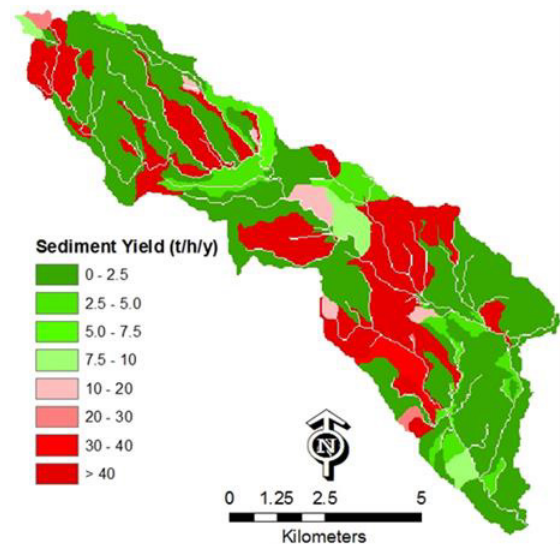 Sediment Yield (t/h/y)
0 - 2.5
2.5 - 5.0
5.0 - 7.5
7.5 - 10
10 - 20
20 - 30
30 - 40
> 40
N
0 1.25 2.5 5
Kilometers